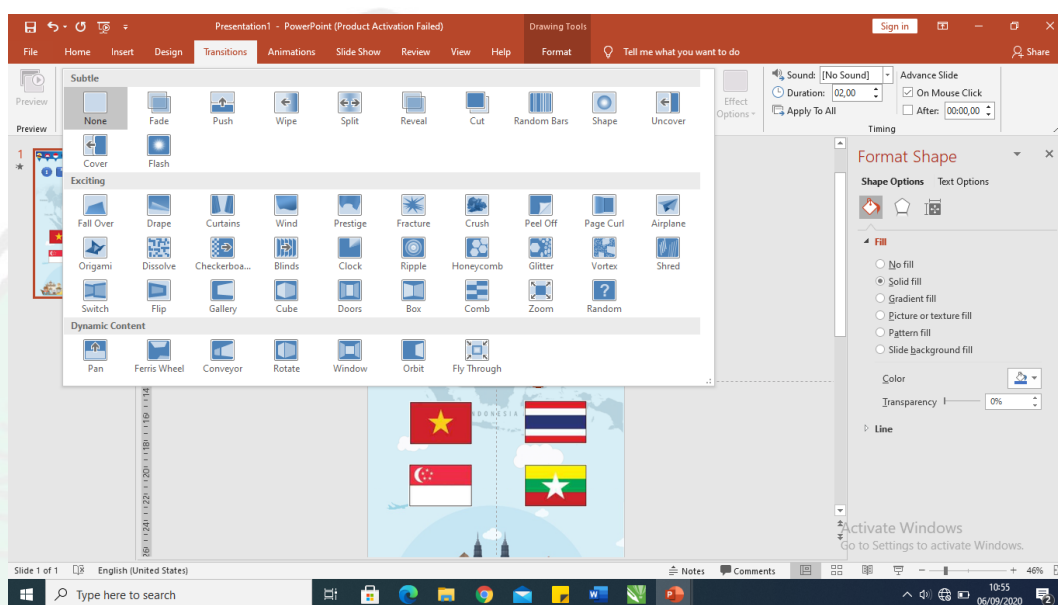 Presentation1 - PowerPoint (Product Activation Failed)
Drawing Tools
Sign in
File Home Insert Design Transitions Animations Slide Show Review View Help Format Tell me what you want to do
Share
Preview
Preview
Subtle
None Fade Push Wipe Split Reveal Cut Random Bars Shape Uncover
Cover Flash
Exciting
Fall Over Drape Curtains Wind Prestige Fracture Crush Peel Off Page Curl Airplane
Origami Dissolve Checkerboa... Blinds Clock Ripple Honeycomb Glitter Vortex Shred
Switch Flip Gallery Cube Doors Box Comb Zoom Random
Dynamic Content
Pan Ferris Wheel Conveyor Rotate Window Orbit Fly Through
Effect
Options
Sound: [No Sound]
Duration: 02,00
Apply To All
Advance Slide
On Mouse Click
After: 00:00,00
Timing
1
Format Shape
Shape Options Text Options
Fill
No fill
Solid fill
Gradient fill
Picture or texture fill
Pattern fill
Slide background fill
Color
Transparency 0%
Line
INDONESIA
Activate Windows
Go to Settings to activate Windows.
Slide 1 of 1 English (United States) Notes Comments 46%
Type here to search
10:55
06/09/2020